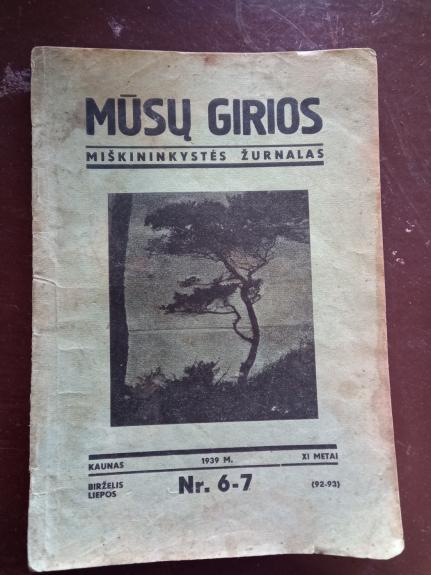 MŪSŲ GIRIOS
MIŠKININKYSTĖS ŽURNALAS
KAUNAS 1939 M. XI METAI
BIRŽELIS
LIEPOS
Nr. 6-7
(92-93)